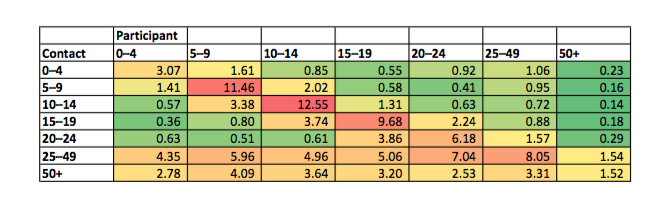 Participant
Contact 0–4 5–9 10–14 15–19 20–24 25–49 50+
0–4 3.07 1.61 0.85 0.55 0.92 1.06 0.23
5–9 1.41 11.46 2.02 0.58 0.41 0.95 0.16
10–14 0.57 3.38 12.55 1.31 0.63 0.72 0.14
15–19 0.36 0.80 3.74 9.68 2.24 0.88 0.18
20–24 0.63 0.51 0.61 3.86 6.18 1.57 0.29
25–49 4.35 5.96 4.96 5.06 7.04 8.05 1.54
50+ 2.78 4.09 3.64 3.20 2.53 3.31 1.52